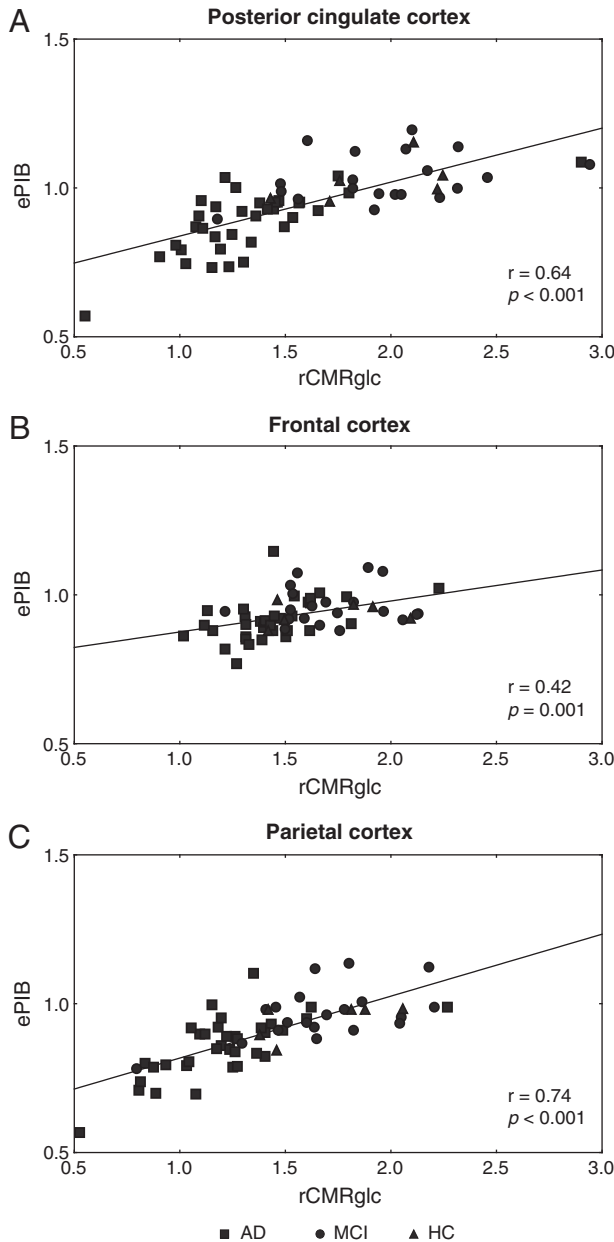 A
Posterior cingulate cortex
1.5
1.0
0.5
ePIB
r = 0.64
p < 0.001
0.5 1.0 1.5 2.0 2.5 3.0
rCMRglc
B
Frontal cortex
1.5
1.0
0.5
ePIB
r = 0.42
p = 0.001
0.5 1.0 1.5 2.0 2.5 3.0
rCMRglc
C
Parietal cortex
1.5
1.0
0.5
ePIB
r = 0.74
p < 0.001
0.5 1.0 1.5 2.0 2.5 3.0
rCMRglc
AD MCI HC